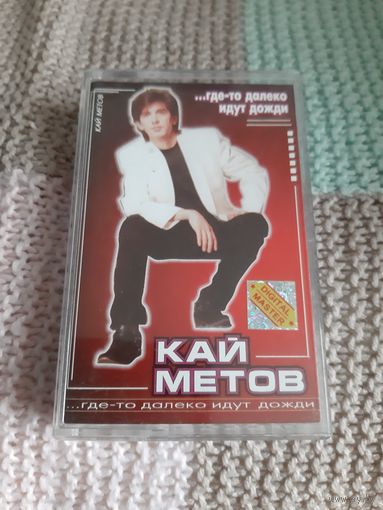 КАЙ МЕТОВ
...где-то далеко
идут дожди
DIGITAL
MASTER
КАЙ
МЕТОВ
...где-то далеко идут дожди